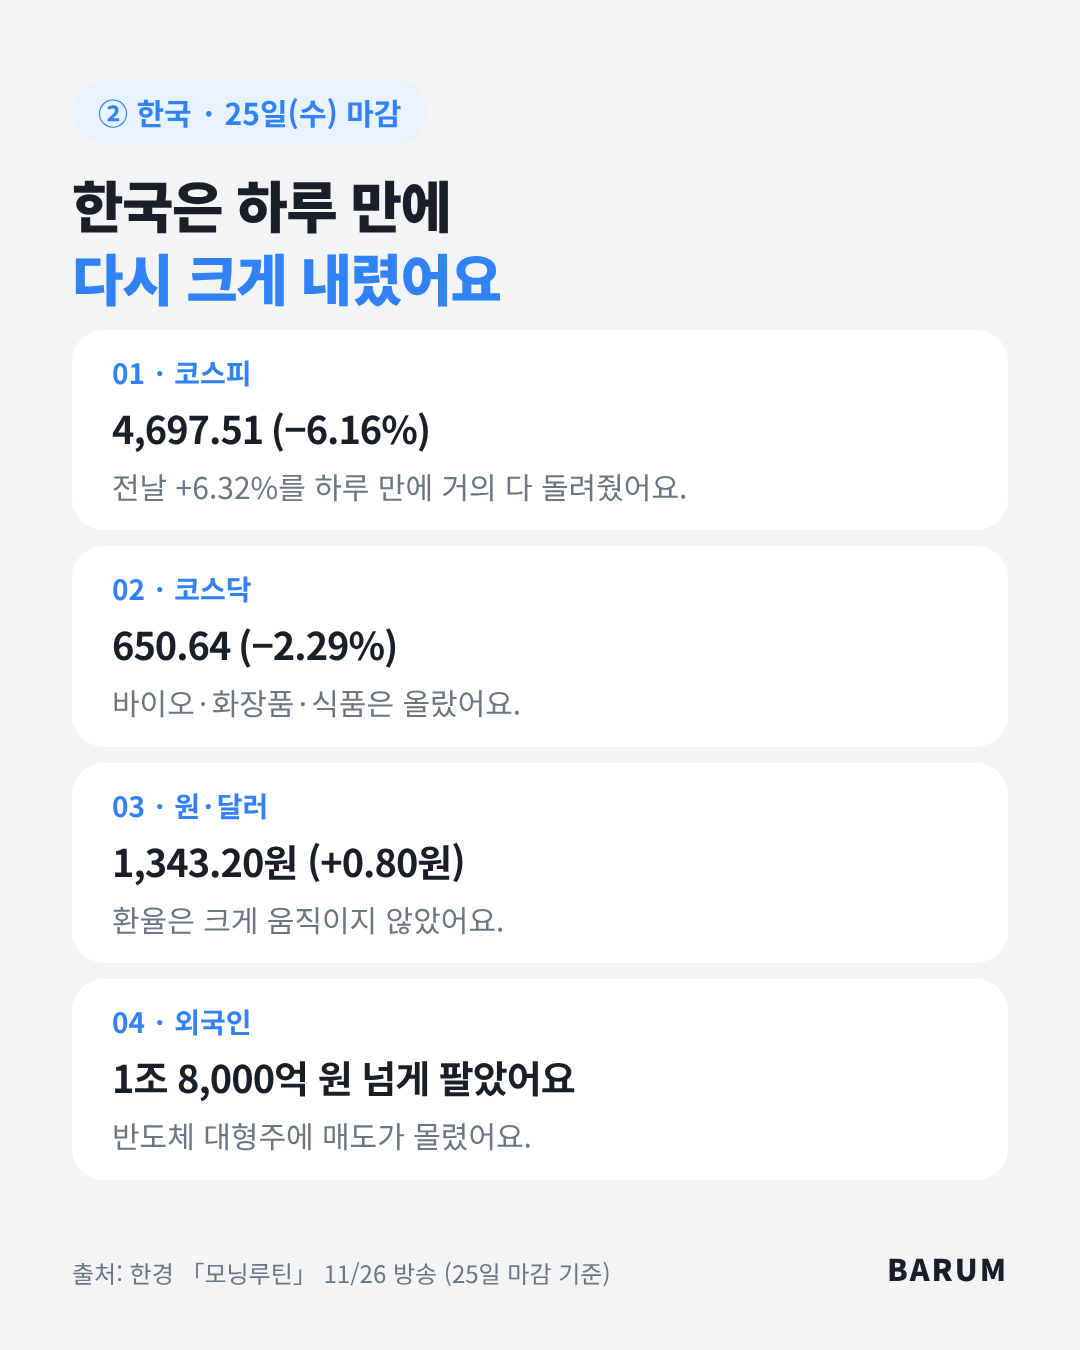 ② 한국 · 25일(수) 마감
한국은 하루 만에
다시 크게 내렸어요
01 · 코스피
4,697.51 (−6.16%)
전날 +6.32%를 하루 만에 거의 다 돌려줬어요.
02 · 코스닥
650.64 (−2.29%)
바이오·화장품·식품은 올랐어요.
03 · 원·달러
1,343.20원 (+0.80원)
환율은 크게 움직이지 않았어요.
04 · 외국인
1조 8,000억 원 넘게 팔았어요
반도체 대형주에 매도가 몰렸어요.
출처: 한경 「모닝루틴」 11/26 방송 (25일 마감 기준)
BARUM